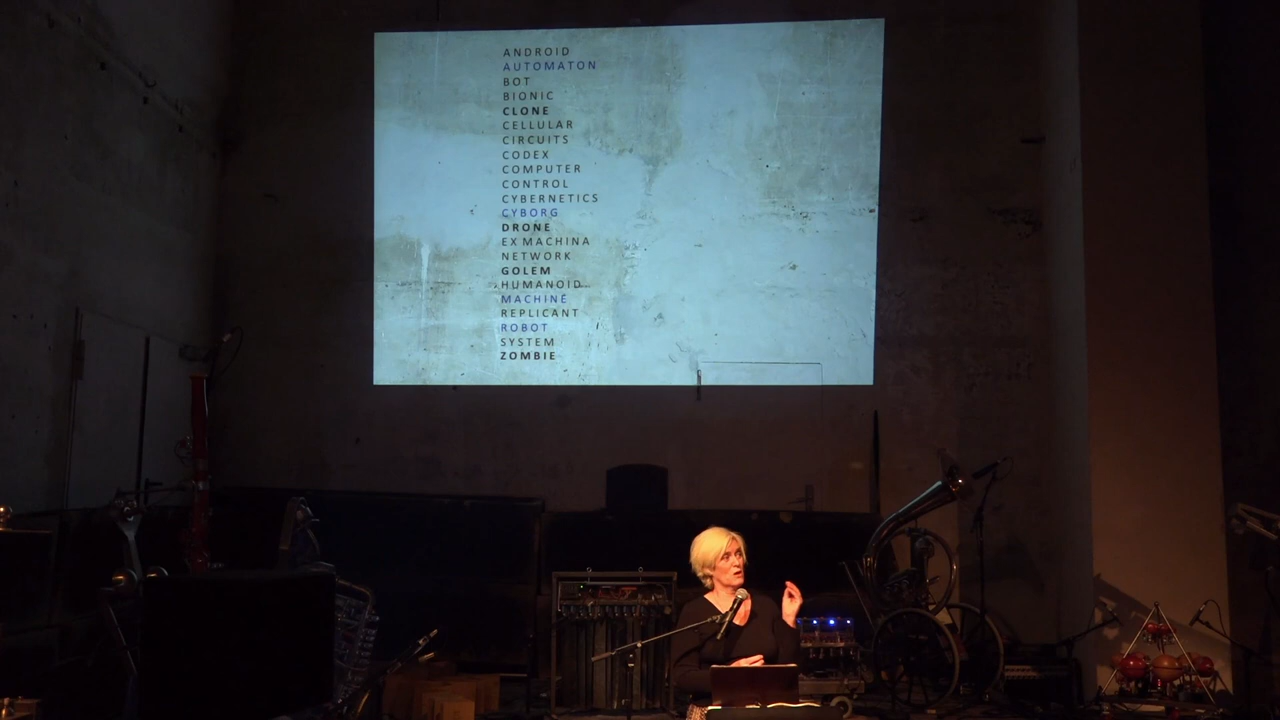 ANDROID
AUTOMATON
BOT
BIONIC
CLONE
CELLULAR
CIRCUITS
CODEX
COMPUTER
CONTROL
CYBERNETICS
CYBORG
DRONE
EX MACHINA
NETWORK
GOLEM
HUMANOID
MACHINE
REPLICANT
ROBOT
SYSTEM
ZOMBIE